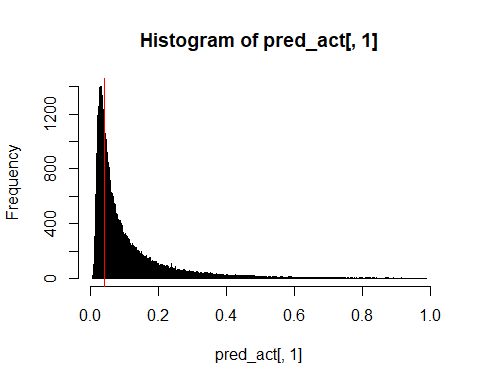 Histogram of pred_act[, 1]
Frequency
1200
800
400
0
0.0 0.2 0.4 0.6 0.8 1.0
pred_act[, 1]